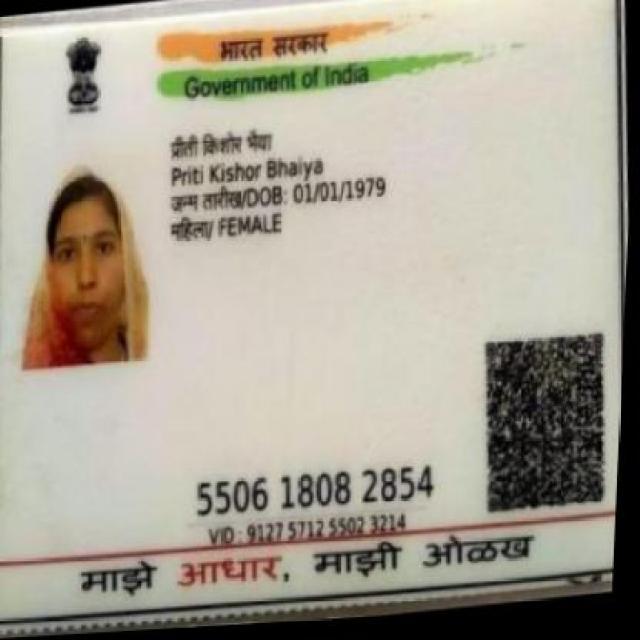 भारत सरकार
Government of India
प्रीती किशोर भैया
Priti Kishor Bhaiya
जन्म तारीख/DOB: 01/01/1979
महिला/ FEMALE
5506 1808 2854
VID : 9127 5712 5502 3214
माझे आधार, माझी ओळख